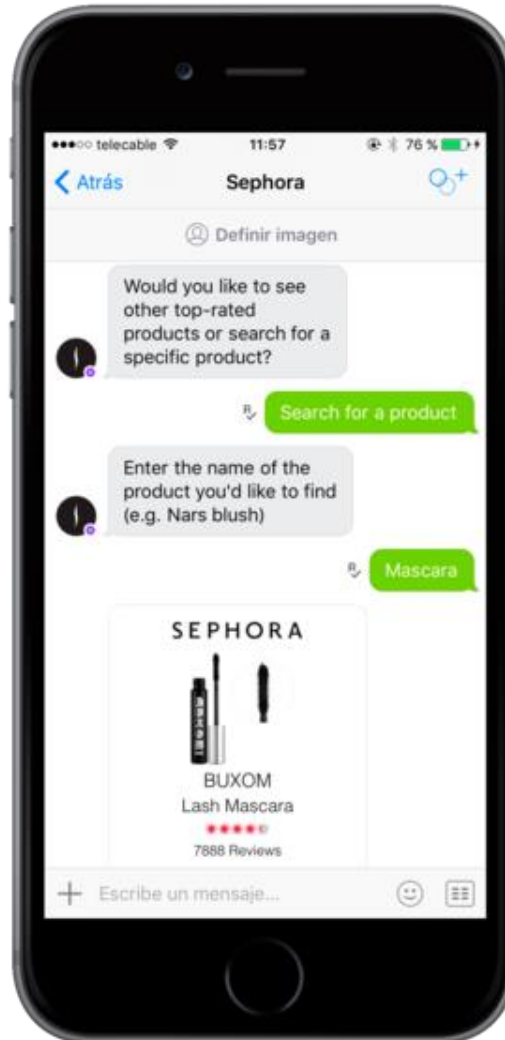 telecable 11:57 76 %
Atrás Sephora
Definir imagen
Would you like to see
other top-rated
products or search for a
specific product?
Search for a product
Enter the name of the
product you'd like to find
(e.g. Nars blush)
Mascara
SEPHORA
BUXOM
Lash Mascara
7888 Reviews
Escribe un mensaje...